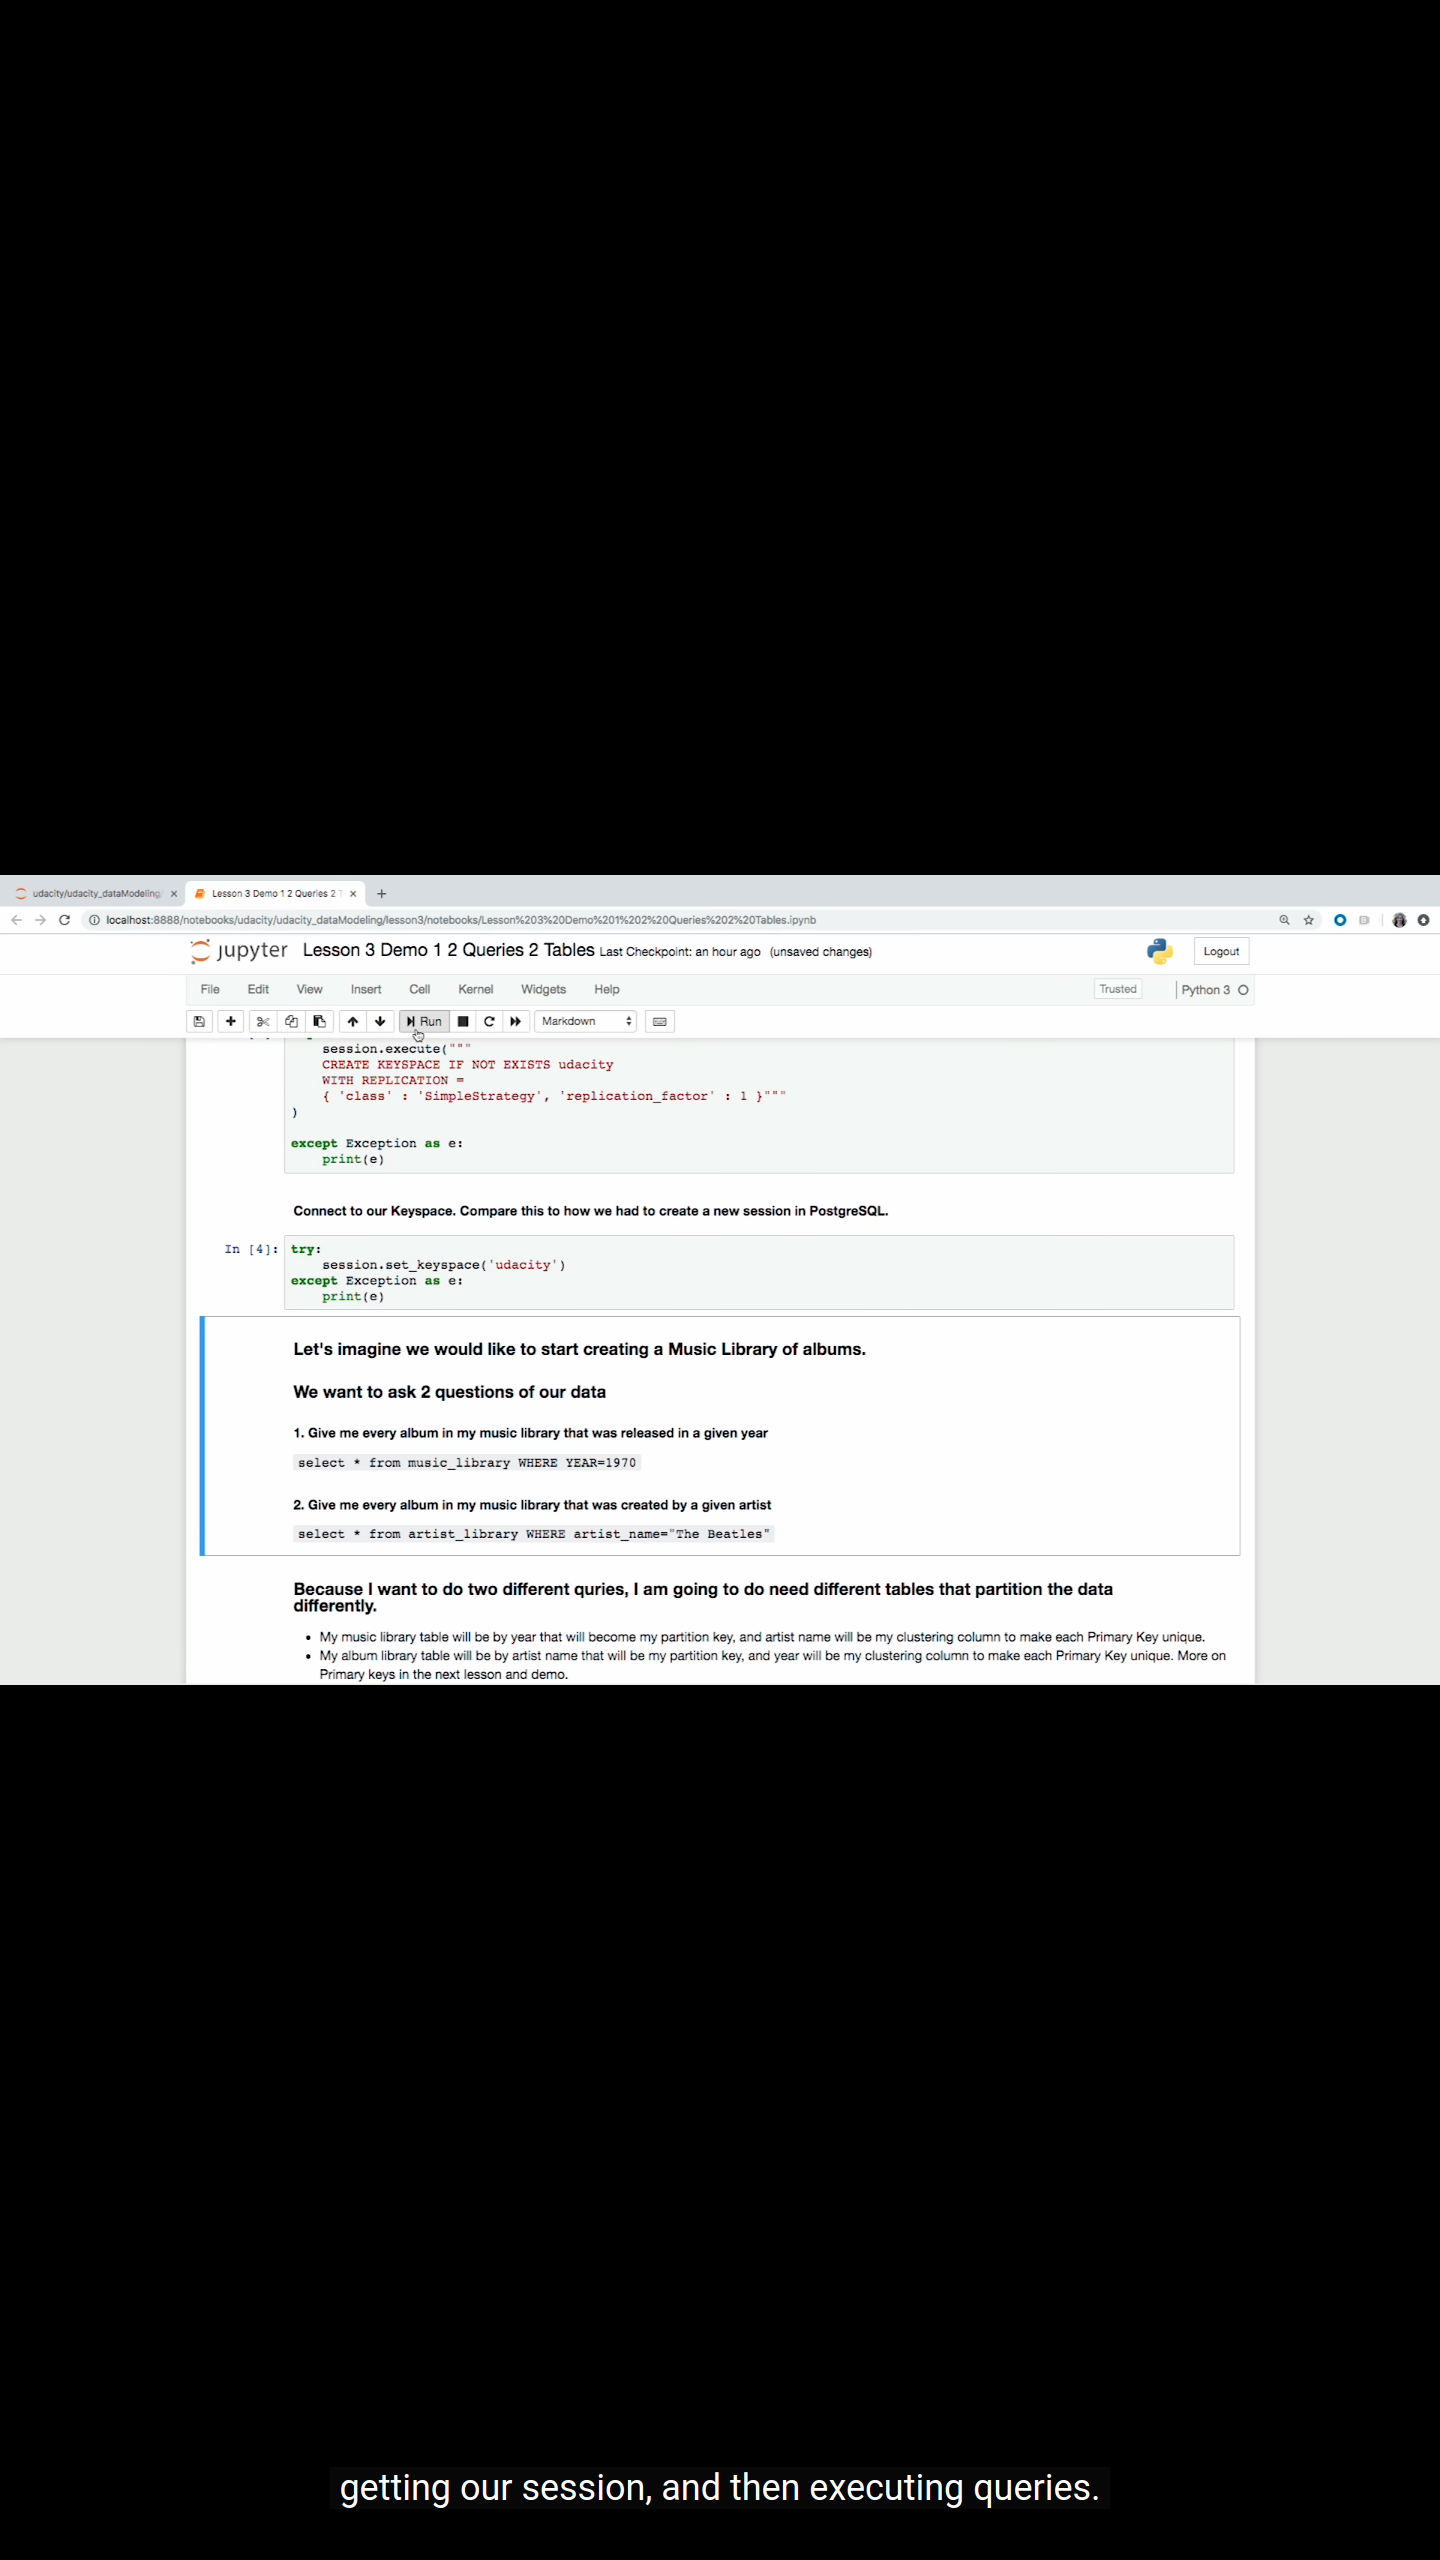 udacity/udacity_dataModeling/
Lesson 3 Demo 1 2 Queries 2 T
localhost:8888/notebooks/udacity/udacity_dataModeling/lesson3/notebooks/Lesson%203%20Demo%201%202%20Queries%202%20Tables.ipynb
jupyter Lesson 3 Demo 1 2 Queries 2 Tables Last Checkpoint: an hour ago (unsaved changes)
Logout
File Edit View Insert Cell Kernel Widgets Help
Trusted Python 3
Run Markdown
session.execute("""
CREATE KEYSPACE IF NOT EXISTS udacity
WITH REPLICATION =
{ 'class' : 'SimpleStrategy', 'replication_factor' : 1 }"""
)
except Exception as e:
print(e)
Connect to our Keyspace. Compare this to how we had to create a new session in PostgreSQL.
In [4]: try:
session.set_keyspace('udacity')
except Exception as e:
print(e)
Let's imagine we would like to start creating a Music Library of albums.
We want to ask 2 questions of our data
1. Give me every album in my music library that was released in a given year
select * from music_library WHERE YEAR=1970
2. Give me every album in my music library that was created by a given artist
select * from artist_library WHERE artist_name="The Beatles"
Because I want to do two different quries, I am going to do need different tables that partition the data
differently.
• My music library table will be by year that will become my partition key, and artist name will be my clustering column to make each Primary Key unique.
• My album library table will be by artist name that will be my partition key, and year will be my clustering column to make each Primary Key unique. More on
Primary keys in the next lesson and demo.
getting our session, and then executing queries.